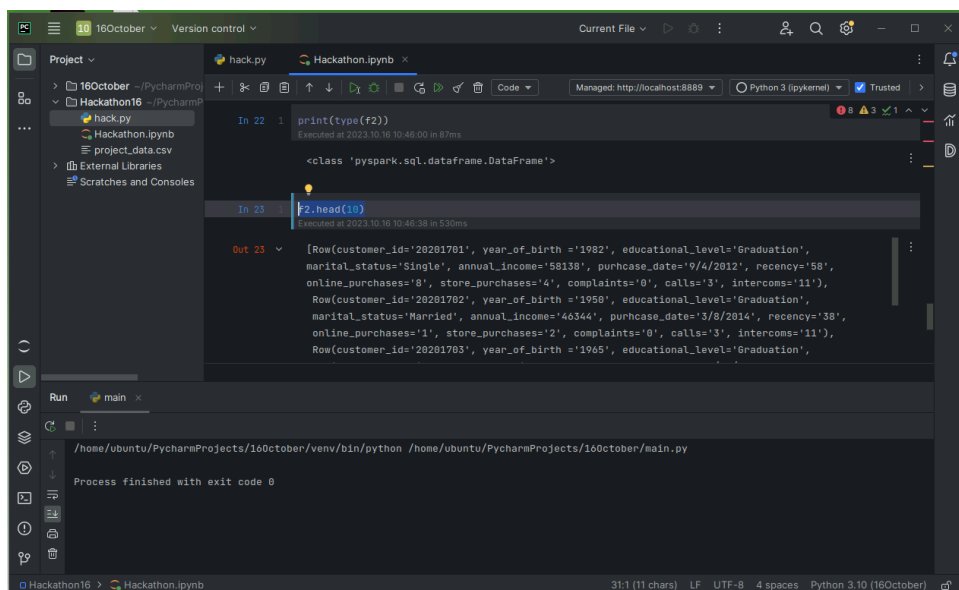 PC
10 16October
Version control
Current File
Project
hack.py
Hackathon.ipynb
16October ~/PycharmProj
Hackathon16 ~/PycharmP
hack.py
Hackathon.ipynb
project_data.csv
External Libraries
Scratches and Consoles
Code
Managed: http://localhost:8889
Python 3 (ipykernel)
Trusted
8 3 1
In 22 1 print(type(f2))
Executed at 2023.10.16 10:46:00 in 87ms
<class 'pyspark.sql.dataframe.DataFrame'>
In 23 1 f2.head(10)
Executed at 2023.10.16 10:46:38 in 530ms
Out 23 [Row(customer_id='20201701', year_of_birth ='1982', educational_level='Graduation',
marital_status='Single', annual_income='58138', purhcase_date='9/4/2012', recency='58',
online_purchases='8', store_purchases='4', complaints='0', calls='3', intercoms='11'),
Row(customer_id='20201702', year_of_birth ='1950', educational_level='Graduation',
marital_status='Married', annual_income='46344', purhcase_date='3/8/2014', recency='38',
online_purchases='1', store_purchases='2', complaints='0', calls='3', intercoms='11'),
Row(customer_id='20201703', year_of_birth ='1965', educational_level='Graduation',
Run
main
/home/ubuntu/PycharmProjects/16October/venv/bin/python /home/ubuntu/PycharmProjects/16October/main.py
Process finished with exit code 0
Hackathon16 > Hackathon.ipynb
31:1 (11 chars) LF UTF-8 4 spaces Python 3.10 (16October)